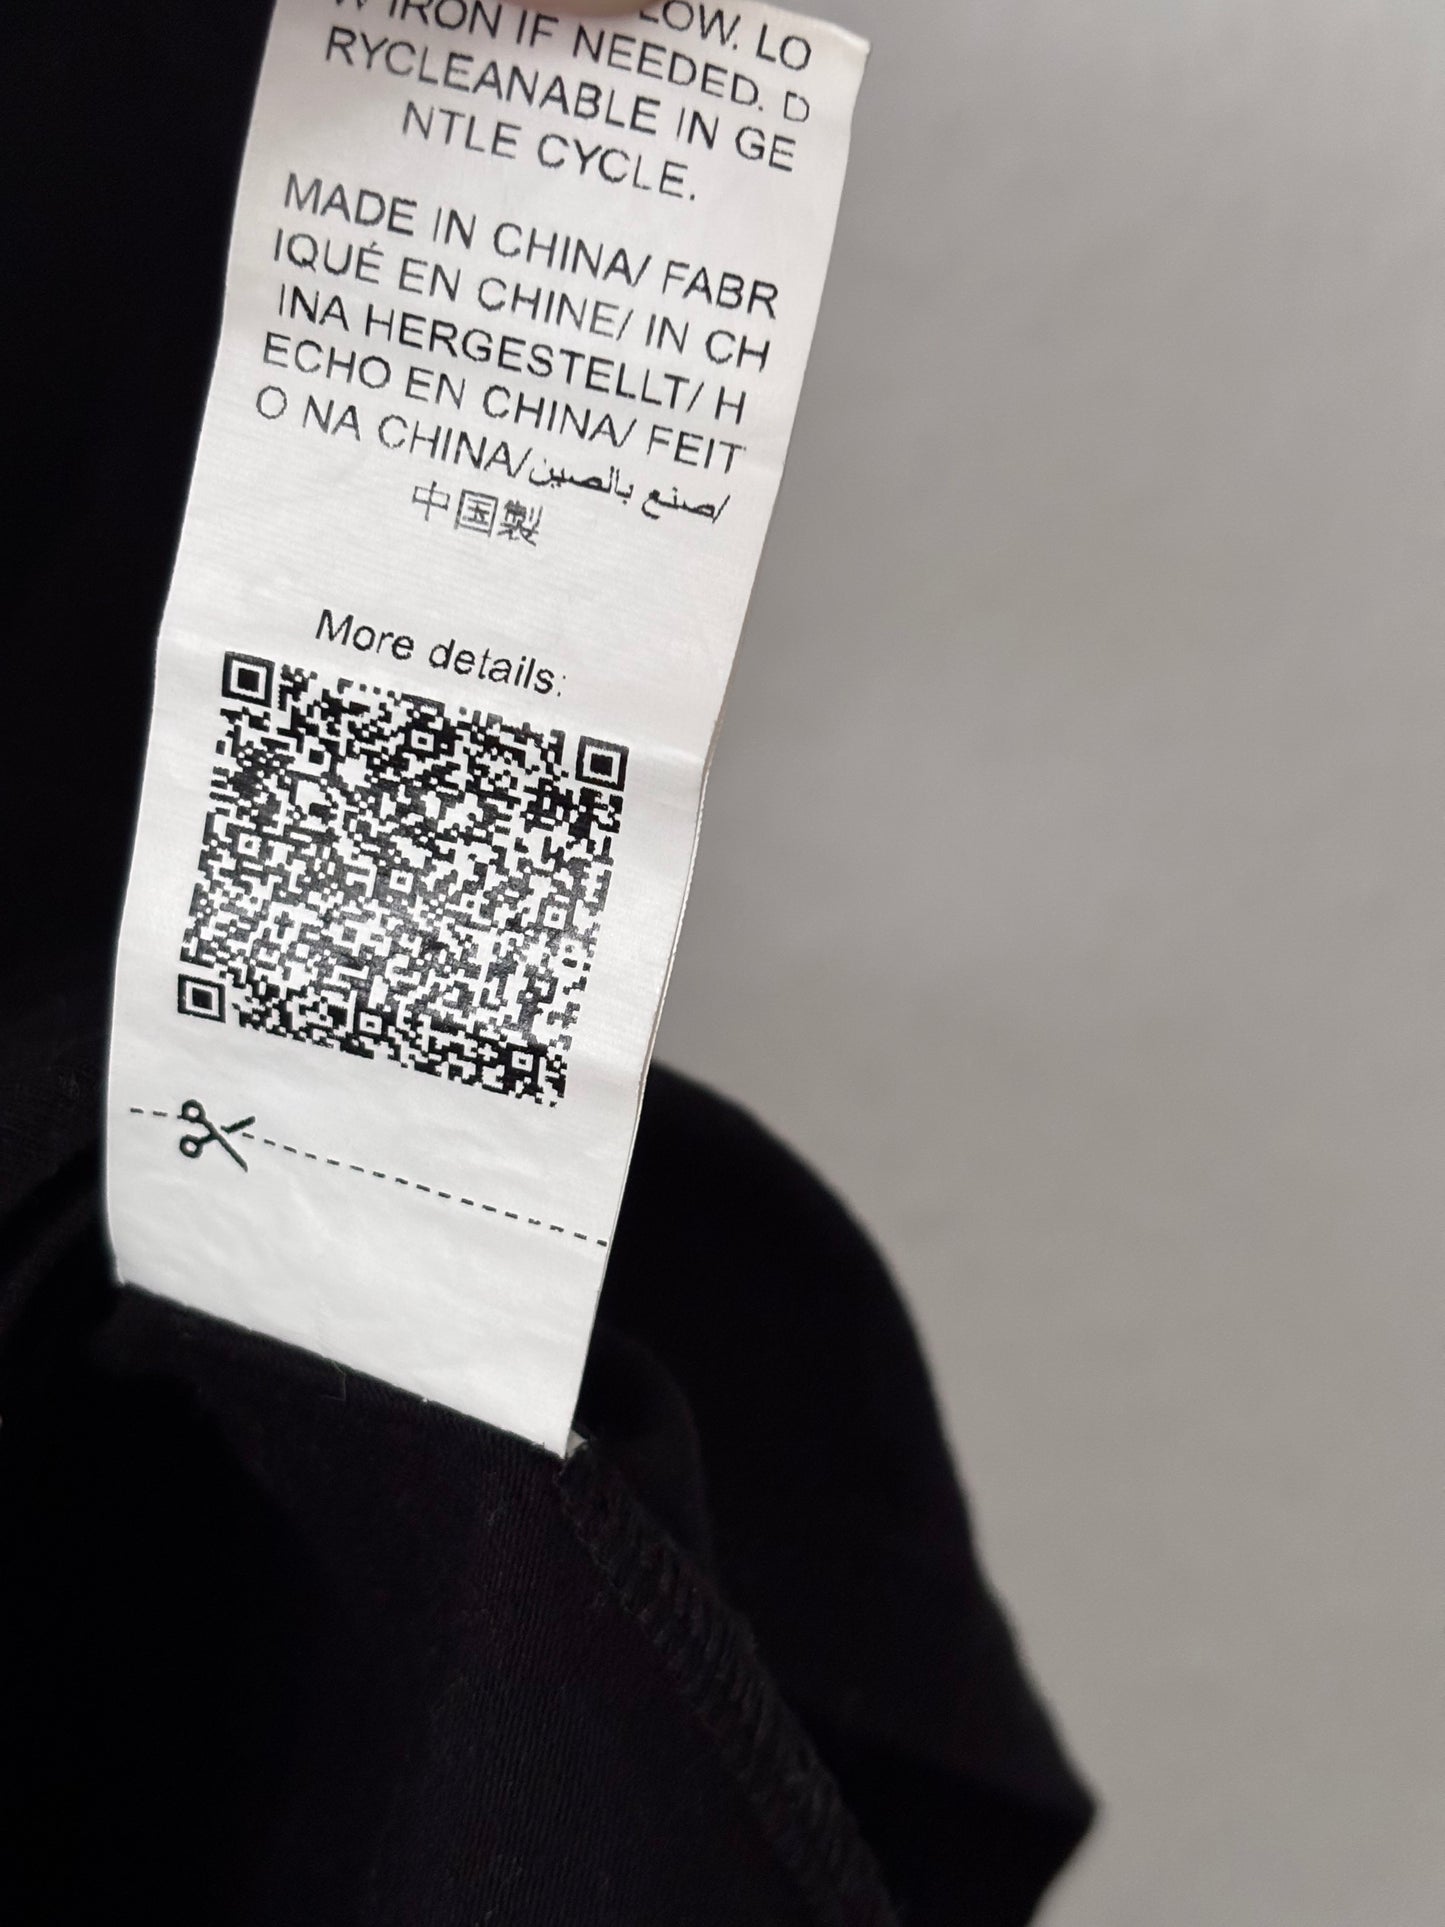 LOW. LO
W IRON IF NEEDED. D
RYCLEANABLE IN GE
NTLE CYCLE.
MADE IN CHINA/ FABR
IQUÉ EN CHINE/ IN CH
INA HERGESTELLT/ H
ECHO EN CHINA/ FEIT
O NA CHINA/صنع بالصين/
中国製
More details: